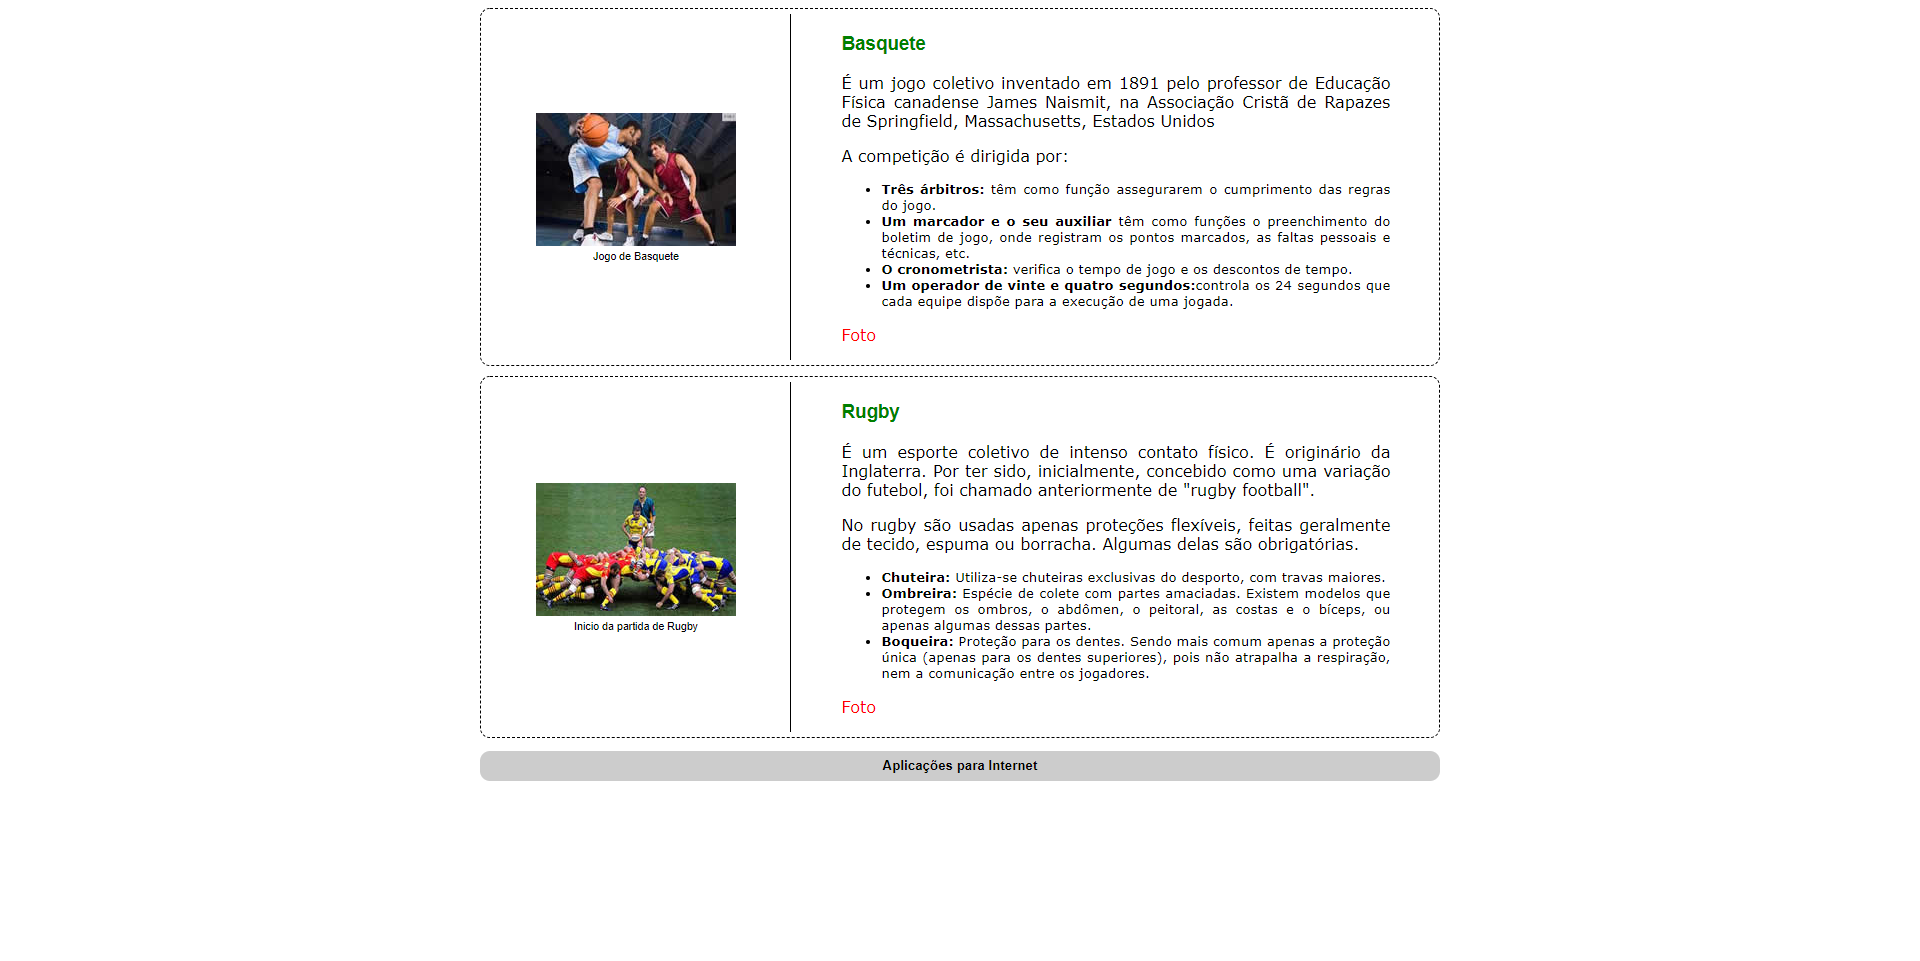 Basquete
É um jogo coletivo inventado em 1891 pelo professor de Educação
Física canadense James Naismit, na Associação Cristã de Rapazes
de Springfield, Massachusetts, Estados Unidos
A competição é dirigida por:
Três árbitros: têm como função assegurarem o cumprimento das regras
do jogo.
Um marcador e o seu auxiliar têm como funções o preenchimento do
boletim de jogo, onde registram os pontos marcados, as faltas pessoais e
técnicas, etc.
O cronometrista: verifica o tempo de jogo e os descontos de tempo.
Um operador de vinte e quatro segundos:controla os 24 segundos que
cada equipe dispõe para a execução de uma jogada.
Foto
Jogo de Basquete
Rugby
É um esporte coletivo de intenso contato físico. É originário da
Inglaterra. Por ter sido, inicialmente, concebido como uma variação
do futebol, foi chamado anteriormente de "rugby football".
No rugby são usadas apenas proteções flexíveis, feitas geralmente
de tecido, espuma ou borracha. Algumas delas são obrigatórias.
Chuteira: Utiliza-se chuteiras exclusivas do desporto, com travas maiores.
Ombreira: Espécie de colete com partes amaciadas. Existem modelos que
protegem os ombros, o abdômen, o peitoral, as costas e o bíceps, ou
apenas algumas dessas partes.
Boqueira: Proteção para os dentes. Sendo mais comum apenas a proteção
única (apenas para os dentes superiores), pois não atrapalha a respiração,
nem a comunicação entre os jogadores.
Foto
Inicio da partida de Rugby
Aplicações para Internet